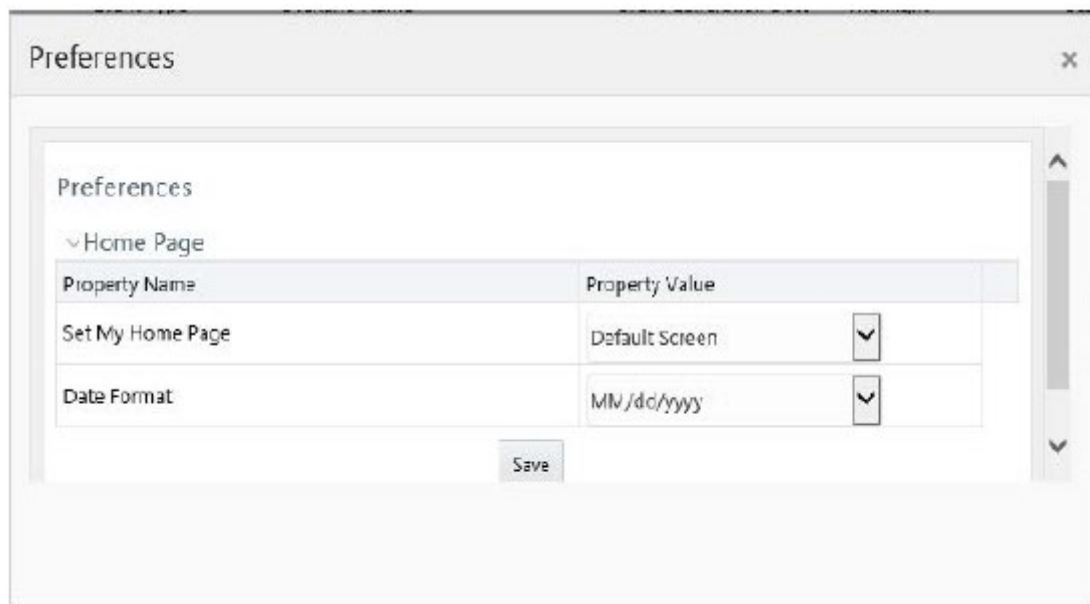 Preferences
Preferences
Home Page
Property Name Property Value
Set My Home Page Default Screen
Date Format MM/dd/yyyy
Save